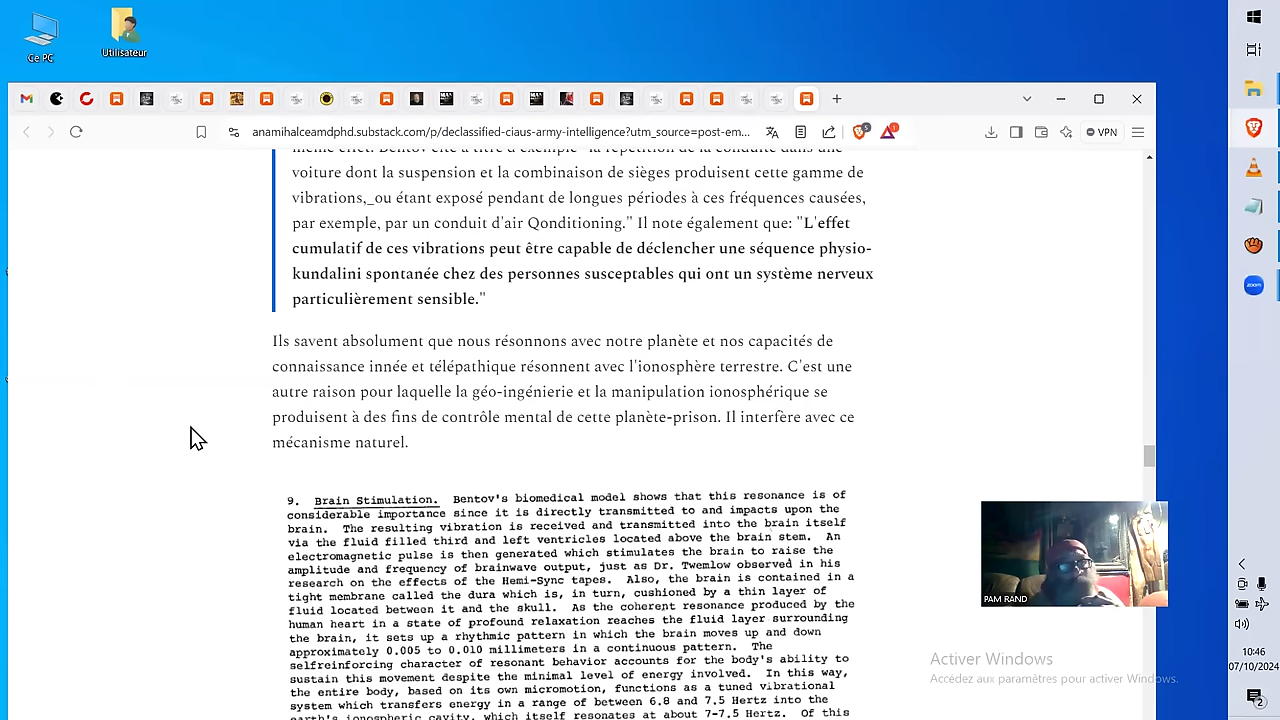 Ce PC
Utilisateur
anamihalceamdphd.substack.com/p/declassified-ciaus-army-intelligence?utm_source=post-em...
VPN
voiture dont la suspension et la combinaison de sièges produisent cette gamme de
vibrations,_ou étant exposé pendant de longues périodes à ces fréquences causées,
par exemple, par un conduit d'air Qonditioning." Il note également que: "L'effet
cumulatif de ces vibrations peut être capable de déclencher une séquence physio-
kundalini spontanée chez des personnes susceptables qui ont un système nerveux
particulièrement sensible."
Ils savent absolument que nous résonnons avec notre planète et nos capacités de
connaissance innée et télépathique résonnent avec l'ionosphère terrestre. C'est une
autre raison pour laquelle la géo-ingénierie et la manipulation ionosphérique se
produisent à des fins de contrôle mental de cette planète-prison. Il interfère avec ce
mécanisme naturel.
9. Brain Stimulation. Bentov's biomedical model shows that this resonance is of
considerable importance since it is directly transmitted to and impacts upon the
brain. The resulting vibration is received and transmitted into the brain itself
via the fluid filled third and left ventricles located above the brain stem. An
electromagnetic pulse is then generated which stimulates the brain to raise the
amplitude and frequency of brainwave output, just as Dr. Twemlow observed in his
research on the effects of the Hemi-Sync tapes. Also, the brain is contained in a
tight membrane called the dura which is, in turn, cushioned by a thin layer of
fluid located between it and the skull. As the coherent resonance produced by the
human heart in a state of profound relaxation reaches the fluid layer surrounding
the brain, it sets up a rhythmic pattern in which the brain moves up and down
approximately 0.005 to 0.010 millimeters in a continuous pattern. The
selfreinforcing character of resonant behavior accounts for the body's ability to
sustain this movement despite the minimal level of energy involved. In this way,
the entire body, based on its own micromotion, functions as a tuned vibrational
system which transfers energy in a range of between 6.8 and 7.5 Hertz into the
earth's ionospheric cavity, which itself resonates at about 7-7.5 Hertz. Of this
PAM RAND
Activer Windows
Accédez aux paramètres pour activer Windows.
zoom
10:46
07/10/2024
2